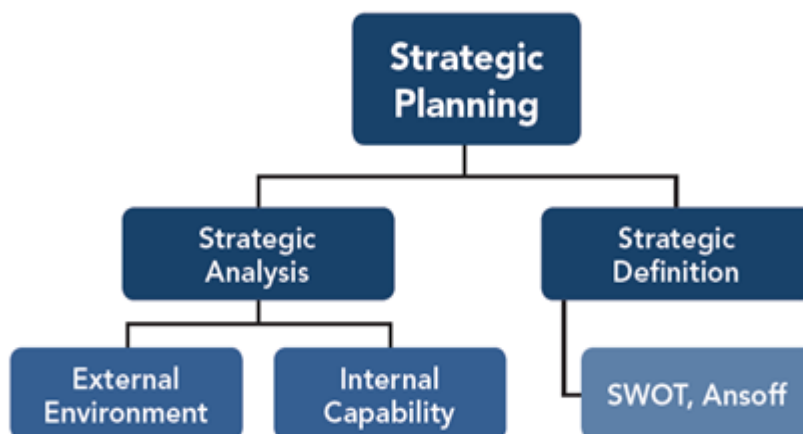 Strategic
Planning
Strategic
Analysis
Strategic
Definition
External
Environment
Internal
Capability
SWOT, Ansoff